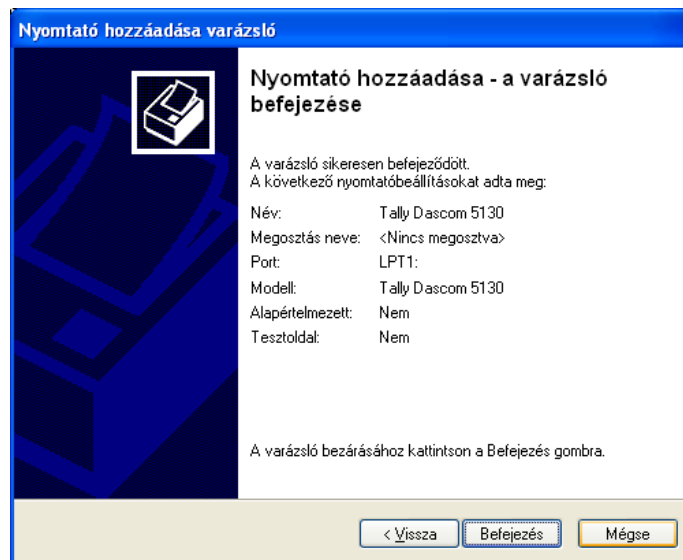 Nyomtató hozzáadása varázsló
Nyomtató hozzáadása - a varázsló
befejezése
A varázsló sikeresen befejeződött.
A következő nyomtatóbeállításokat adta meg:
Név: Tally Dascom 5130
Megosztás neve: <Nincs megosztva>
Port: LPT1:
Modell: Tally Dascom 5130
Alapértelmezett: Nem
Tesztoldal: Nem
A varázsló bezárásához kattintson a Befejezés gombra.
< Vissza Befejezés Mégse